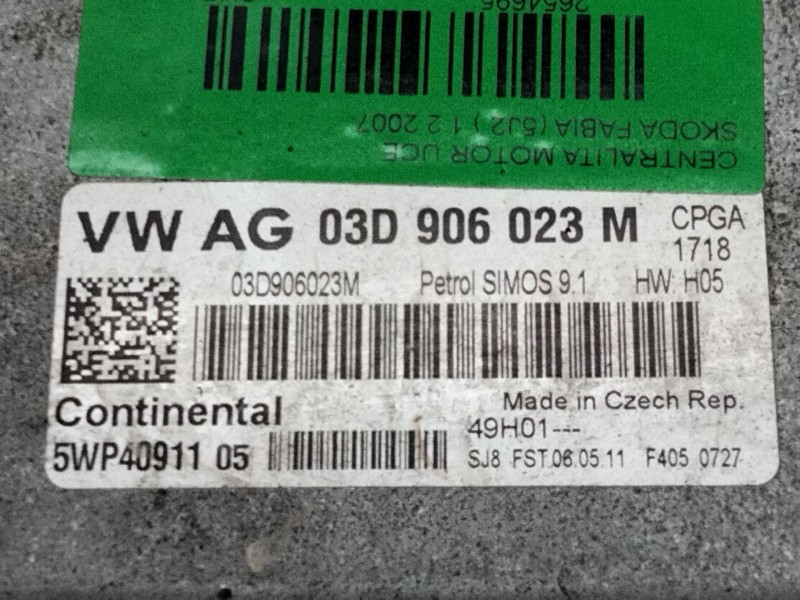 2654695
SKODA FABIA (5J2 ) 1 2 2007
CENTRALITA MOTOR UCE
VW AG 03D 906 023 M
CPGA
1718
03D906023M Petrol SIMOS 9.1 HW H05
Continental
Made in Czech Rep.
5WP40911 05
49H01---
SJ8 FST.06.05.11 F405 0727